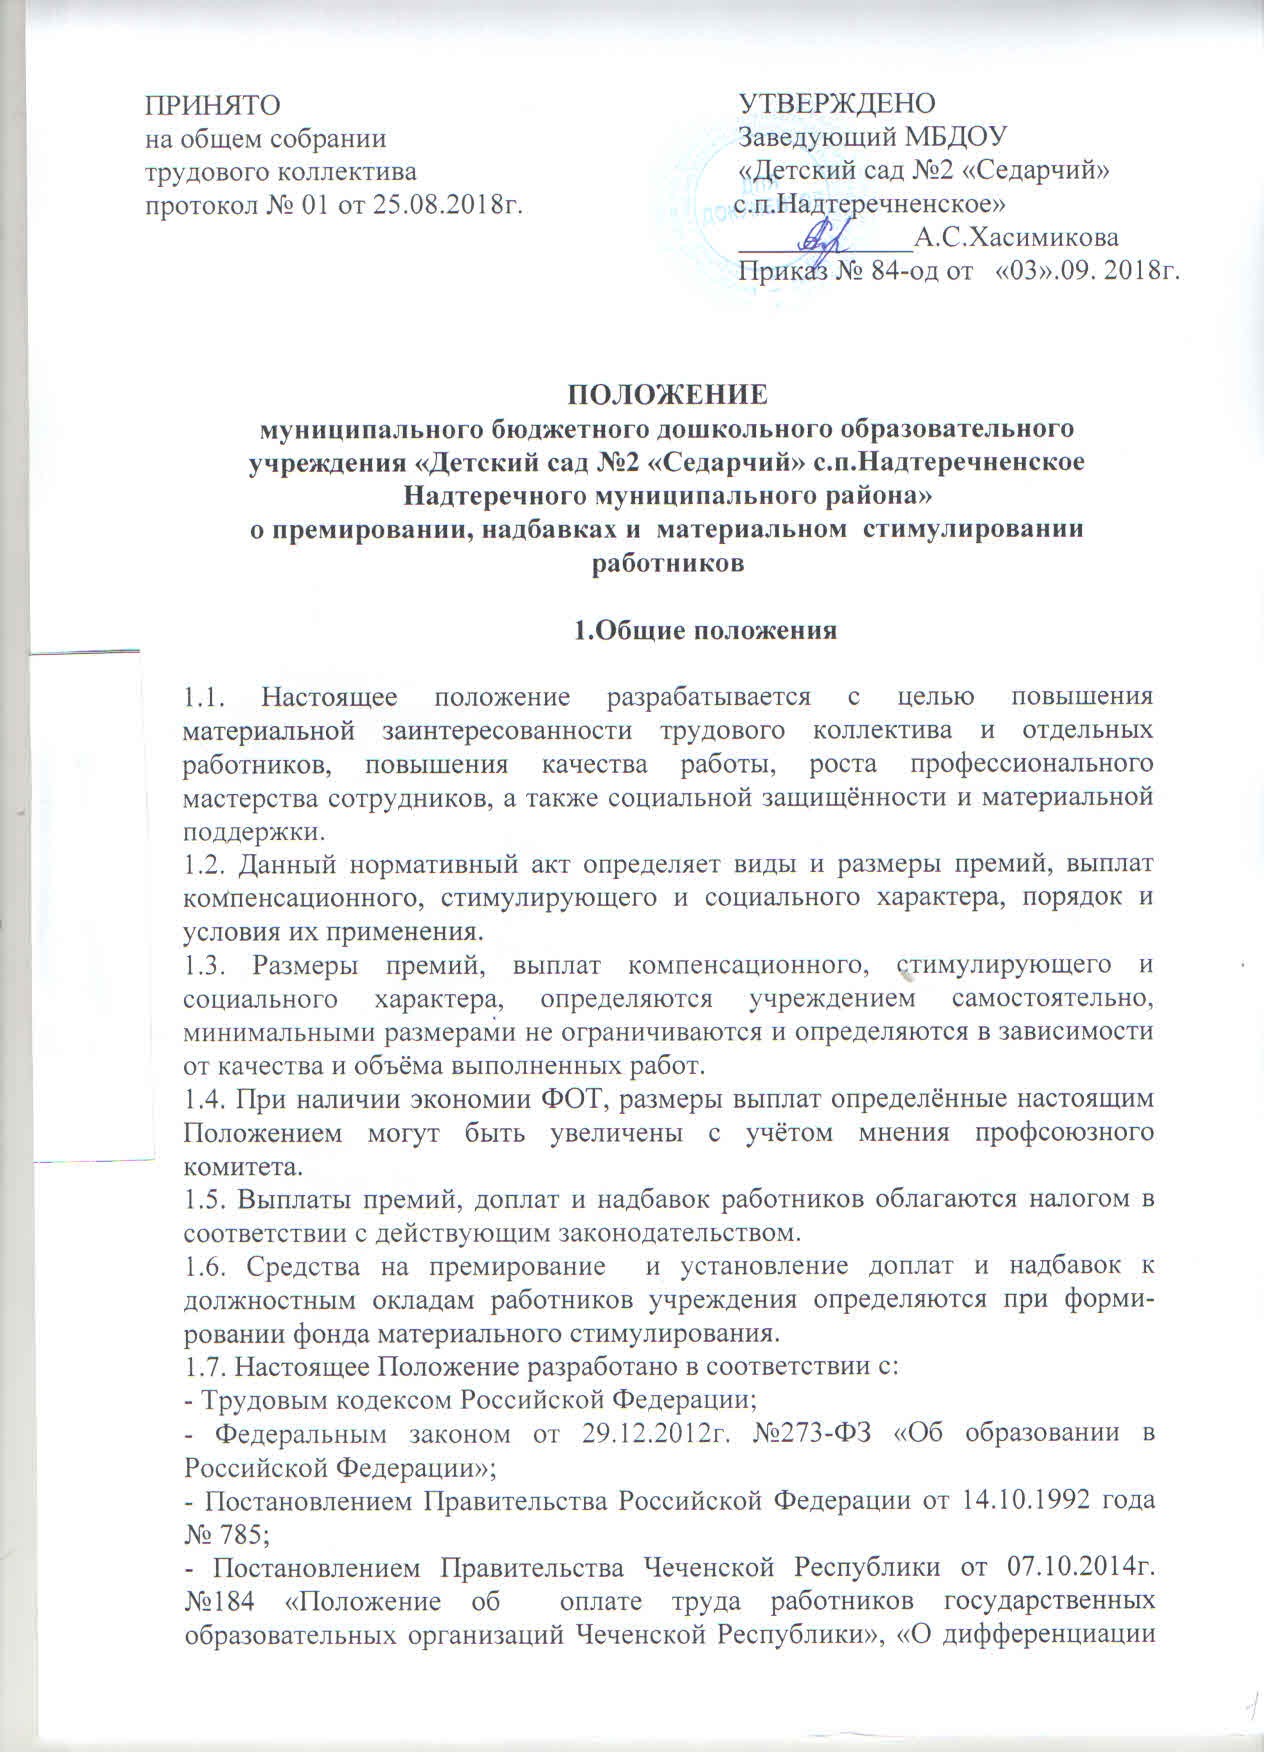 ПРИНЯТО
на общем собрании
трудового коллектива
протокол № 01 от 25.08.2018г.
УТВЕРЖДЕНО
Заведующий МБДОУ
«Детский сад №2 «Седарчий»
с.п.Надтеречненское»
____________А.С.Хасимикова
Приказ № 84-од от «03».09. 2018г.
ДЛЯ
ДОКУМЕНТОВ
ПОЛОЖЕНИЕ
муниципального бюджетного дошкольного образовательного
учреждения «Детский сад №2 «Седарчий» с.п.Надтеречненское
Надтеречного муниципального района»
о премировании, надбавках и материальном стимулировании
работников
1.Общие положения
1.1. Настоящее положение разрабатывается с целью повышения
материальной заинтересованности трудового коллектива и отдельных
работников, повышения качества работы, роста профессионального
мастерства сотрудников, а также социальной защищённости и материальной
поддержки.
1.2. Данный нормативный акт определяет виды и размеры премий, выплат
компенсационного, стимулирующего и социального характера, порядок и
условия их применения.
1.3. Размеры премий, выплат компенсационного, стимулирующего и
социального характера, определяются учреждением самостоятельно,
минимальными размерами не ограничиваются и определяются в зависимости
от качества и объёма выполненных работ.
1.4. При наличии экономии ФОТ, размеры выплат определённые настоящим
Положением могут быть увеличены с учётом мнения профсоюзного
комитета.
1.5. Выплаты премий, доплат и надбавок работников облагаются налогом в
соответствии с действующим законодательством.
1.6. Средства на премирование и установление доплат и надбавок к
должностным окладам работников учреждения определяются при форми-
ровании фонда материального стимулирования.
1.7. Настоящее Положение разработано в соответствии с:
- Трудовым кодексом Российской Федерации;
- Федеральным законом от 29.12.2012г. №273-ФЗ «Об образовании в
Российской Федерации»;
- Постановлением Правительства Российской Федерации от 14.10.1992 года
№ 785;
- Постановлением Правительства Чеченской Республики от 07.10.2014г.
№184 «Положение об оплате труда работников государственных
образовательных организаций Чеченской Республики», «О дифференциации